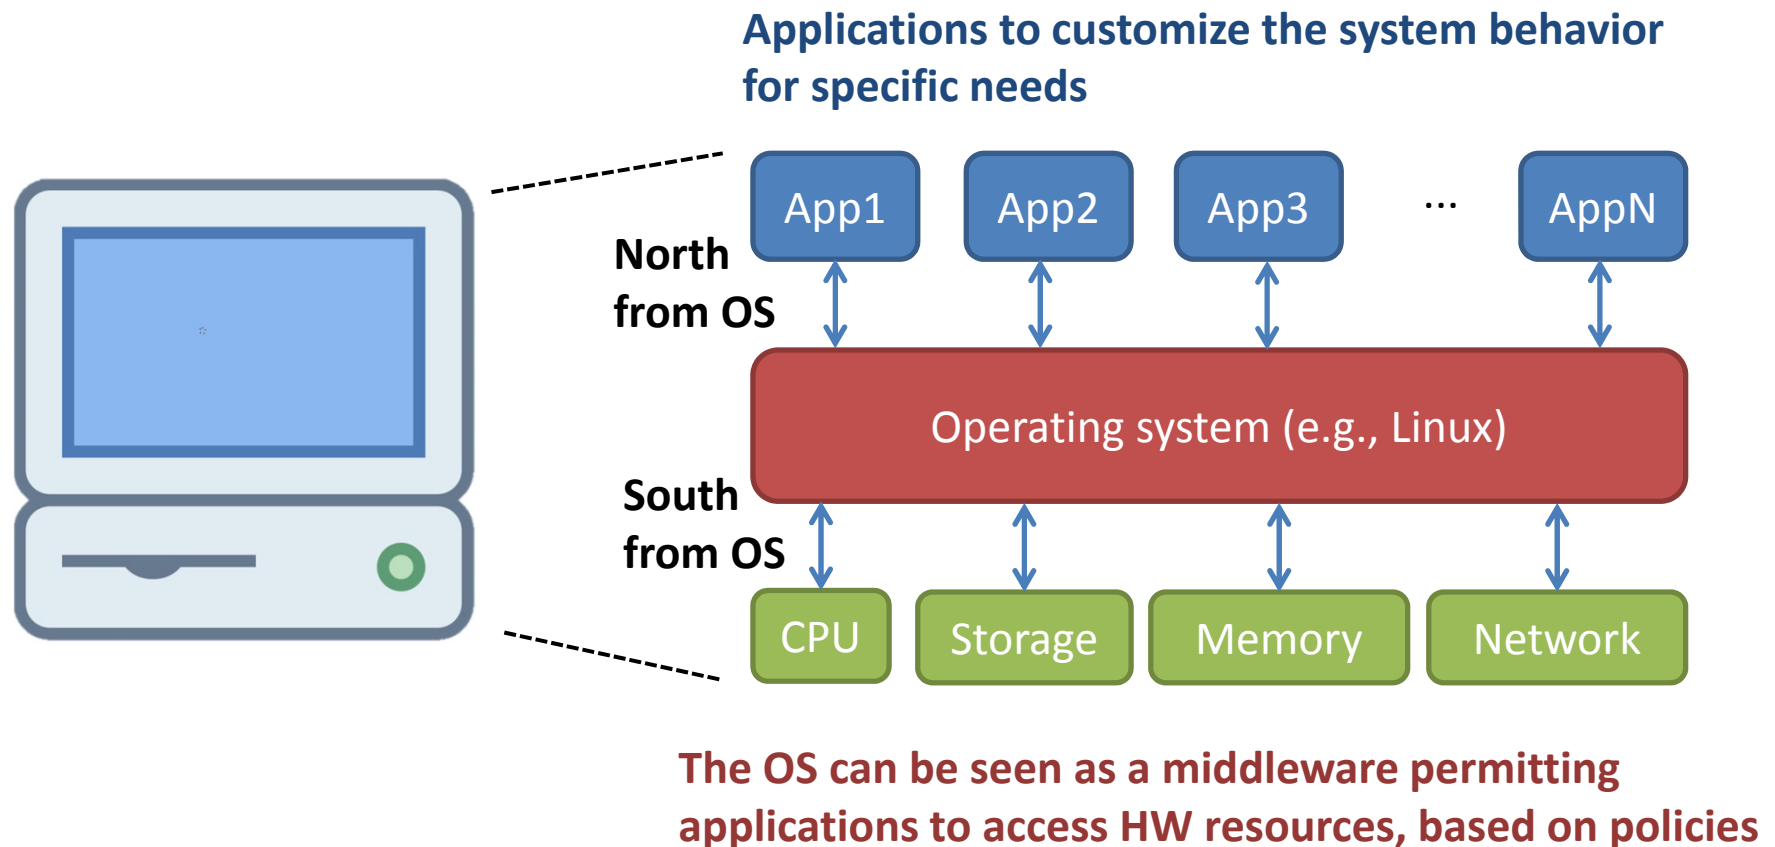 Applications to customize the system behavior
for specific needs
App1 App2 App3 ... AppN
North
from OS
Operating system (e.g., Linux)
South
from OS
CPU Storage Memory Network
The OS can be seen as a middleware permitting
applications to access HW resources, based on policies